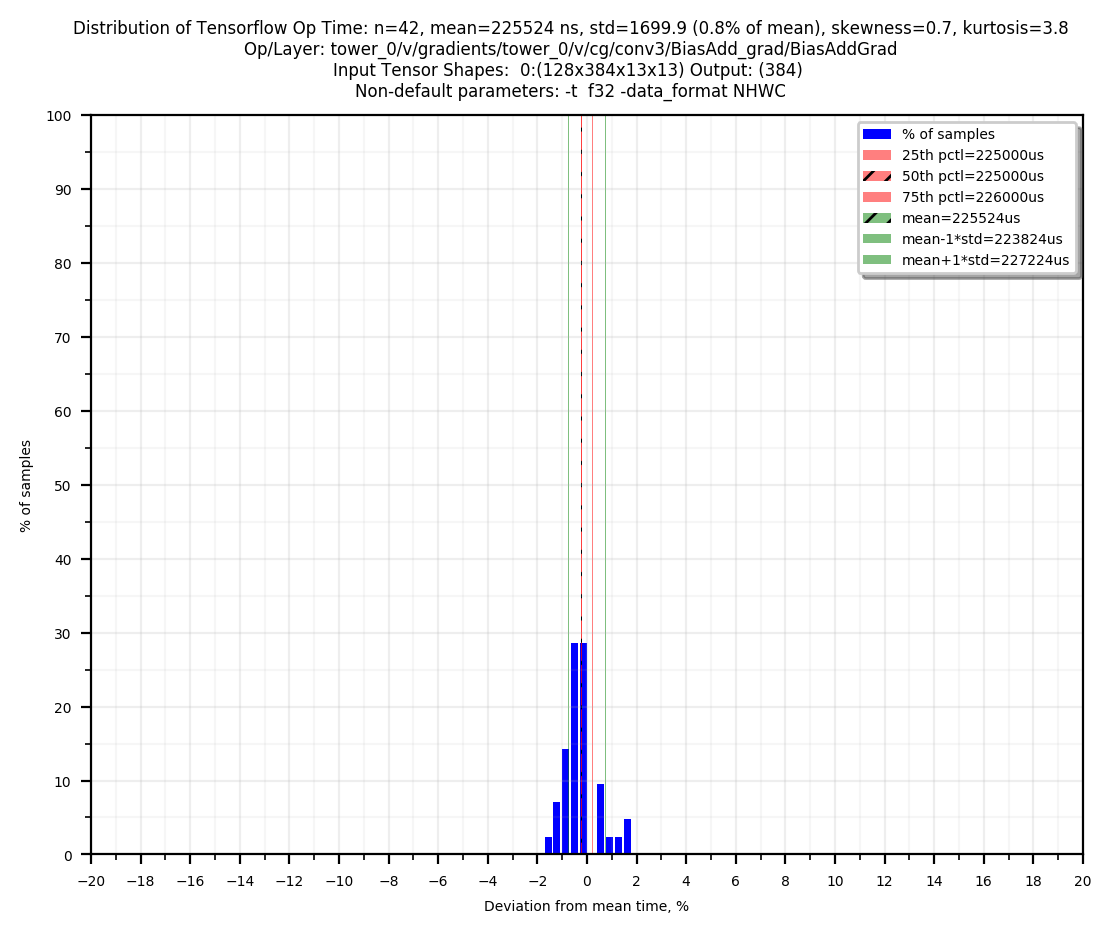 Distribution of Tensorflow Op Time: n=42, mean=225524 ns, std=1699.9 (0.8% of mean), skewness=0.7, kurtosis=3.8
Op/Layer: tower_0/v/gradients/tower_0/v/cg/conv3/BiasAdd_grad/BiasAddGrad
Input Tensor Shapes:  0:(128x384x13x13) Output: (384)
Non-default parameters: -t  f32 -data_format NHWC
% of samples
25th pctl=225000us
50th pctl=225000us
75th pctl=226000us
mean=225524us
mean-1*std=223824us
mean+1*std=227224us
100
90
80
70
60
50
40
30
20
10
0
% of samples
−20 −18 −16 −14 −12 −10 −8 −6 −4 −2 0 2 4 6 8 10 12 14 16 18 20
Deviation from mean time, %